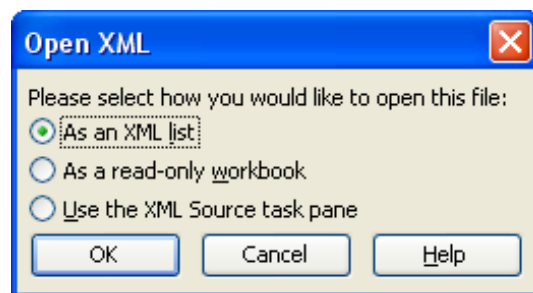 Open XML
Please select how you would like to open this file:
As an XML list
As a read-only workbook
Use the XML Source task pane
OK Cancel Help